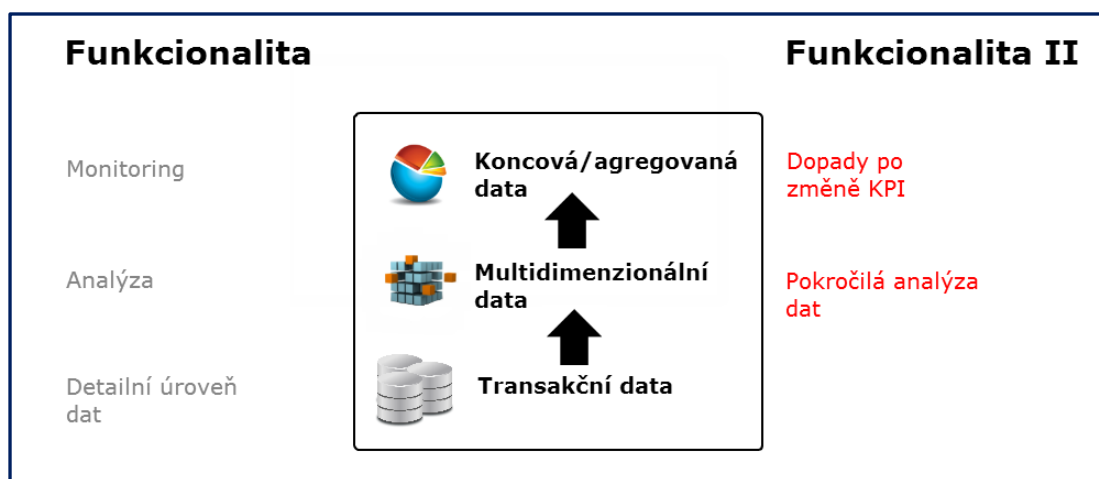 Funkcionalita
Funkcionalita II
Monitoring
Koncová/agregovaná
data
Dopady po
změně KPI
Analýza
Multidimenzionální
data
Pokročilá analýza
dat
Detailní úroveň
dat
Transakční data